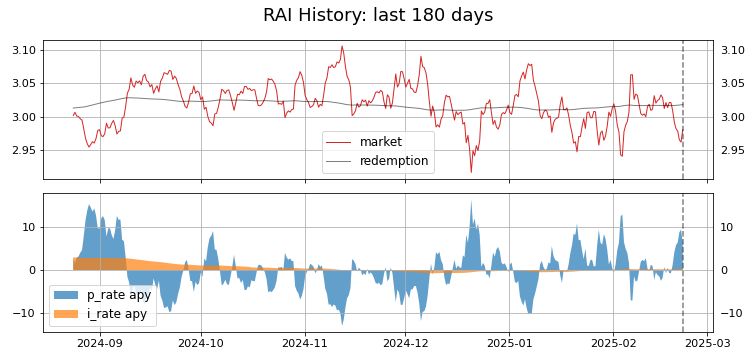 RAI History: last 180 days
3.10 3.10
3.05 3.05
3.00 3.00
2.95 2.95
market
redemption
10 10
0 0
−10 −10
p_rate apy
i_rate apy
2024-09 2024-10 2024-11 2024-12 2025-01 2025-02 2025-03